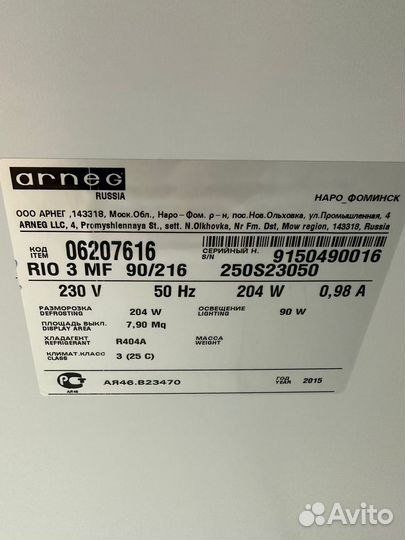 arneg
RUSSIA
НАРО_ФОМИНСК
ООО АРНЕГ ,143318, Моск.Обл., Наро-Фом. р-н, пос.Нов.Ольховка, ул.Промышленная, 4
ARNEG LLC, 4, Promyshlennaya St., sett. N.Olkhovka, Nr Fm. Dst, Mow region, 143318, Russia
КОД ITEM 06207616 СЕРИЙНЫЙ Н. S/N 9150490016
RIO 3 MF 90/216 250S23050
230 V 50 Hz 204 W 0,98 A
РАЗМОРОЗКА DEFROSTING 204 W ОСВЕЩЕНИЕ LIGHTING 90 W
ПЛОЩАДЬ ВЫКЛ. DISPLAY AREA 7,90 Mq
ХЛАДАГЕНТ REFRIGERANT R404A МАССА WEIGHT
КЛИМАТ.КЛАСС CLASS 3 (25 C)
АЯ46 АЯ46.В23470 ГОД YEAR 2015
Avito